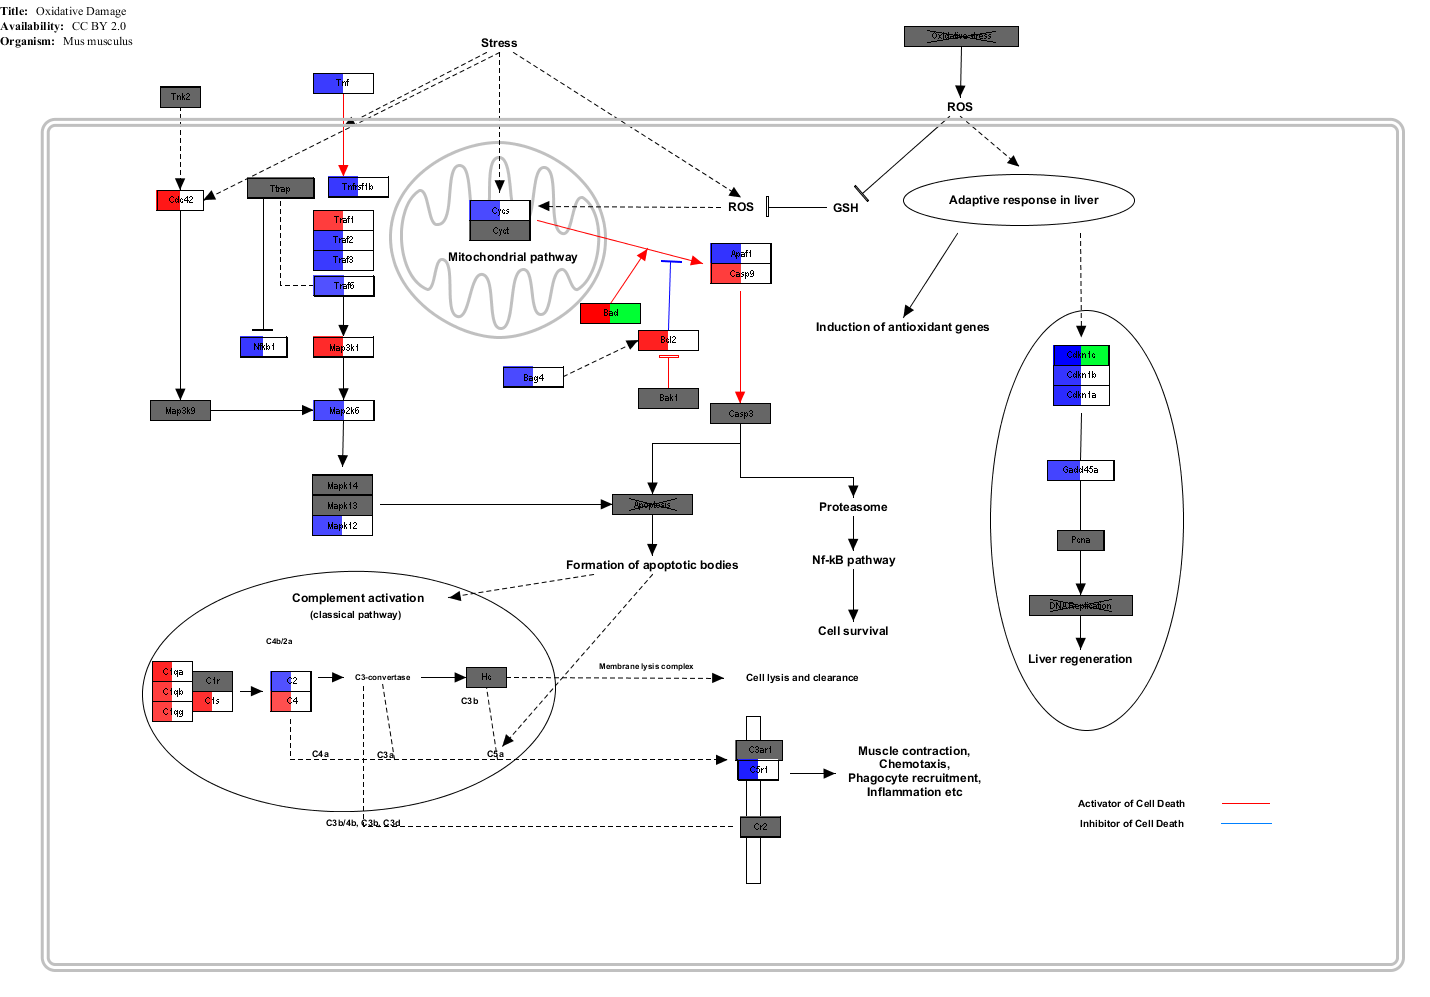 Title: Oxidative Damage
Availability: CC BY 2.0
Organism: Mus musculus
Stress
Oxidative stress
Tnf
Tnk2
ROS
Cdc42
Ttrap
Tnfrsf1b
Traf1
Traf2
Traf3
Traf6
Cycs
Cyct
Mitochondrial pathway
ROS
GSH
Adaptive response in liver
Apaf1
Casp9
Bad
Bcl2
Bag4
Bak1
Induction of antioxidant genes
Nfkb1
Map3k1
Map3k9
Map2k6
Casp3
Cdkn1c
Cdkn1b
Cdkn1a
Gadd45a
Mapk14
Mapk13
Mapk12
Apoptosis
Proteasome
Pcna
Formation of apoptotic bodies
Nf-kB pathway
DNA Replication
Complement activation
(classical pathway)
Cell survival
Liver regeneration
C4b/2a
C1qa
C1qb
C1qg
C1r
C1s
C2
C4
C3-convertase
Hc
Membrane lysis complex
Cell lysis and clearance
C3b
C4a
C3a
C5a
C3ar1
C5r1
Muscle contraction,
Chemotaxis,
Phagocyte recruitment,
Inflammation etc
C3b/4b, C3b, C3d
Cr2
Activator of Cell Death
Inhibitor of Cell Death